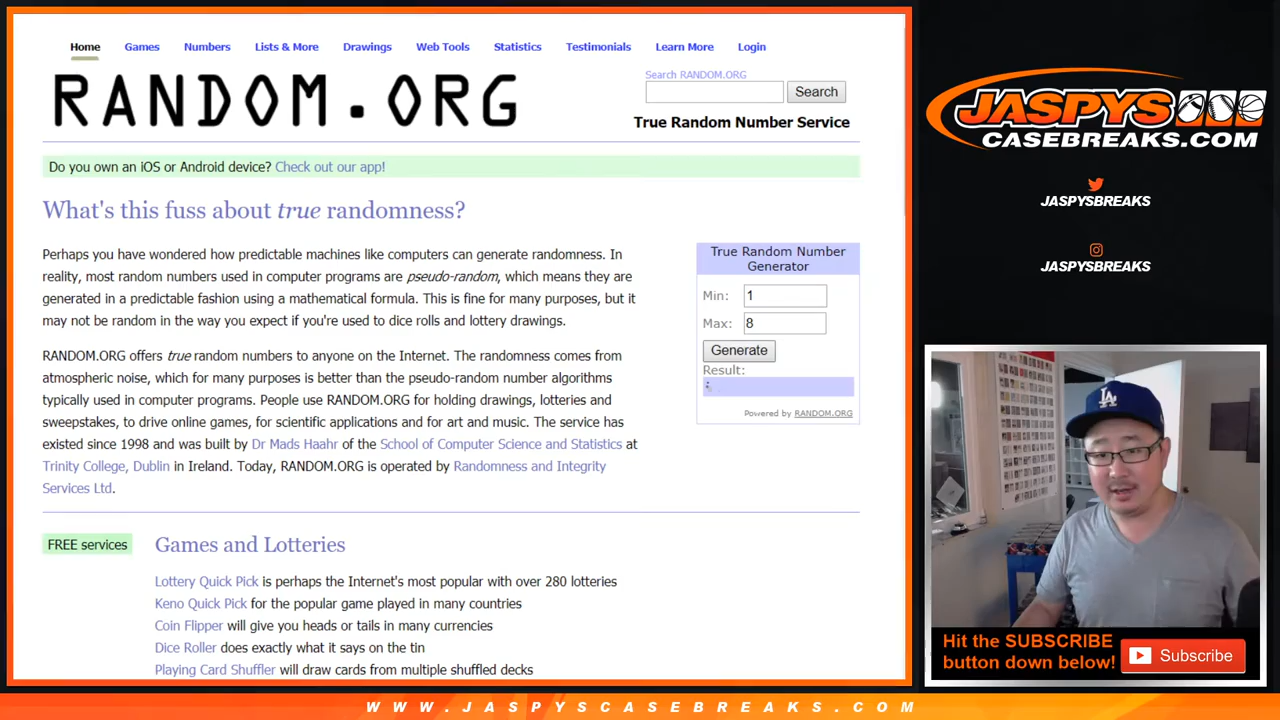 Home Games Numbers Lists & More Drawings Web Tools Statistics Testimonials Learn More Login
RANDOM.ORG
Search RANDOM.ORG
Search
True Random Number Service
Do you own an iOS or Android device? Check out our app!
What's this fuss about true randomness?
Perhaps you have wondered how predictable machines like computers can generate randomness. In
reality, most random numbers used in computer programs are pseudo-random, which means they are
generated in a predictable fashion using a mathematical formula. This is fine for many purposes, but it
may not be random in the way you expect if you're used to dice rolls and lottery drawings.
RANDOM.ORG offers true random numbers to anyone on the Internet. The randomness comes from
atmospheric noise, which for many purposes is better than the pseudo-random number algorithms
typically used in computer programs. People use RANDOM.ORG for holding drawings, lotteries and
sweepstakes, to drive online games, for scientific applications and for art and music. The service has
existed since 1998 and was built by Dr Mads Haahr of the School of Computer Science and Statistics at
Trinity College, Dublin in Ireland. Today, RANDOM.ORG is operated by Randomness and Integrity
Services Ltd.
True Random Number
Generator
Min: 1
Max: 8
Generate
Result:
Powered by RANDOM.ORG
FREE services
Games and Lotteries
Lottery Quick Pick is perhaps the Internet's most popular with over 280 lotteries
Keno Quick Pick for the popular game played in many countries
Coin Flipper will give you heads or tails in many currencies
Dice Roller does exactly what it says on the tin
Playing Card Shuffler will draw cards from multiple shuffled decks
JASPYS
CASEBREAKS.COM
JASPYSBREAKS
JASPYSBREAKS
LA
Hit the SUBSCRIBE
button down below!
Subscribe
WWW.JASPYSCASEBREAKS.COM